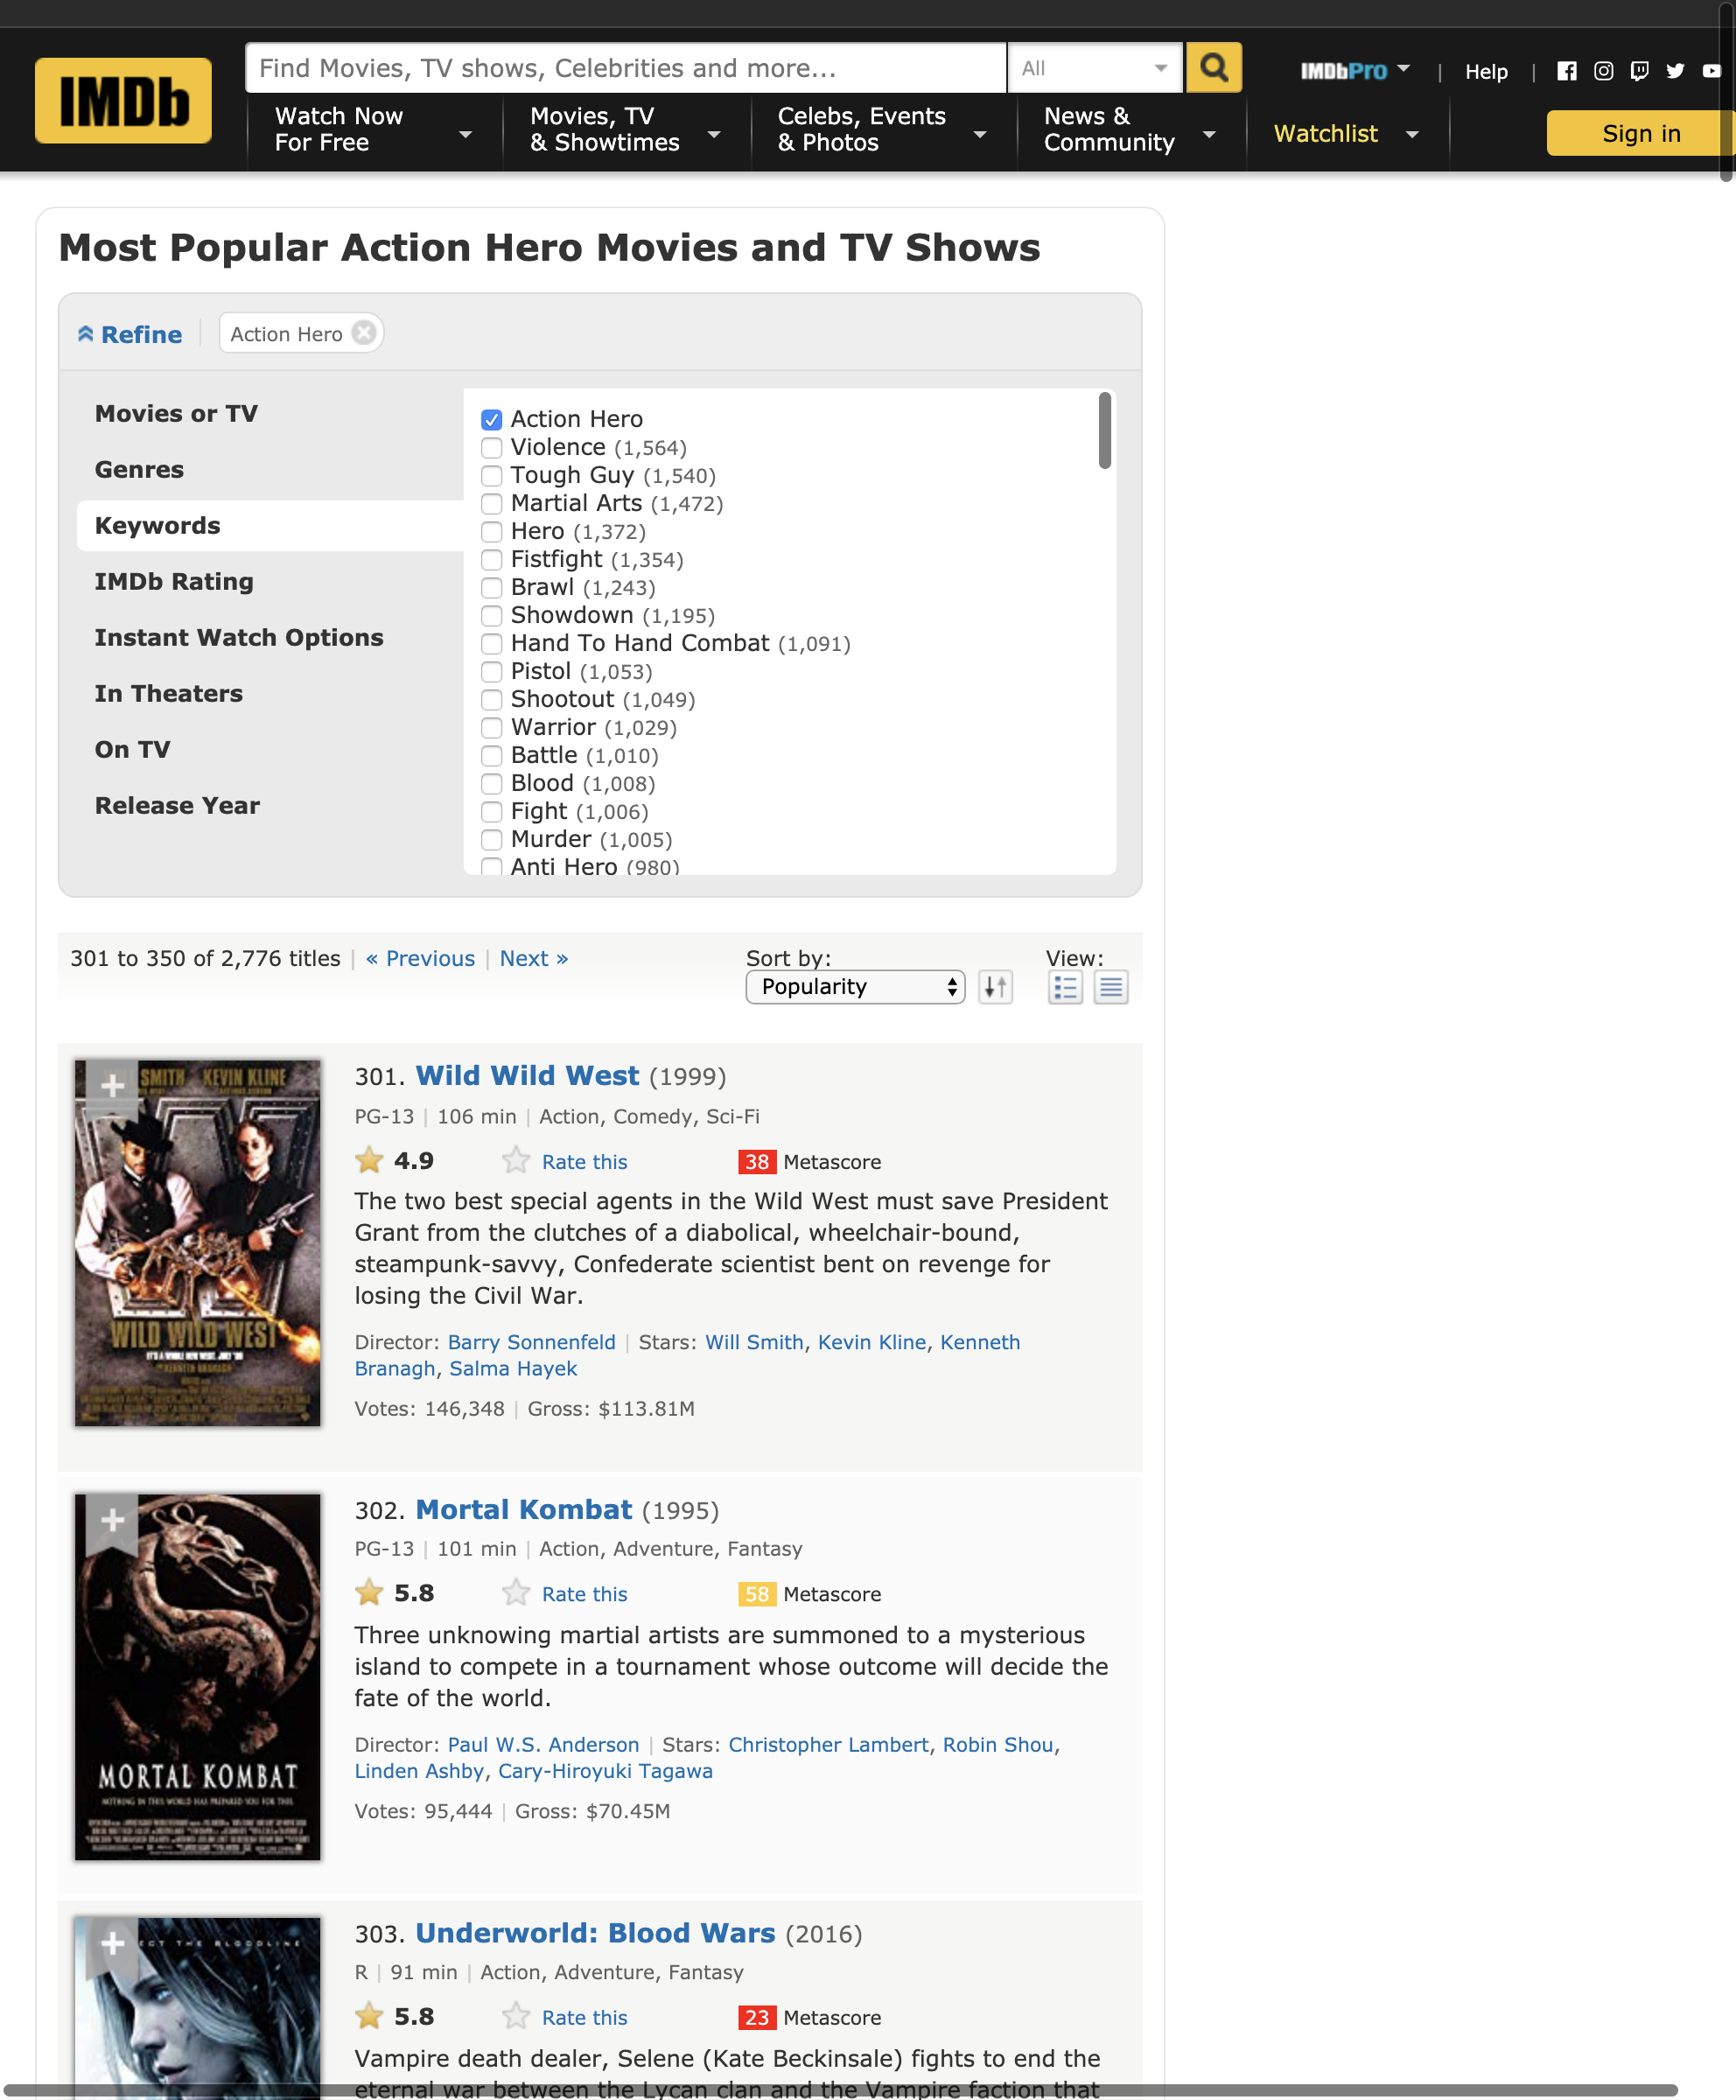 IMDb
Find Movies, TV shows, Celebrities and more...
All
IMDbPro
|
Help
|
Watch Now
For Free
Movies, TV
& Showtimes
Celebs, Events
& Photos
News &
Community
Watchlist
Sign in
Most Popular Action Hero Movies and TV Shows
Refine
Action Hero
Movies or TV
Genres
Keywords
IMDb Rating
Instant Watch Options
In Theaters
On TV
Release Year
Action Hero
Violence (1,564)
Tough Guy (1,540)
Martial Arts (1,472)
Hero (1,372)
Fistfight (1,354)
Brawl (1,243)
Showdown (1,195)
Hand To Hand Combat (1,091)
Pistol (1,053)
Shootout (1,049)
Warrior (1,029)
Battle (1,010)
Blood (1,008)
Fight (1,006)
Murder (1,005)
Anti Hero (980)
301 to 350 of 2,776 titles | « Previous | Next »
Sort by:
Popularity
View:
SMITH KEVIN KLINE
WILD WILD WEST
301. Wild Wild West (1999)
PG-13 | 106 min | Action, Comedy, Sci-Fi
4.9 Rate this 38 Metascore
The two best special agents in the Wild West must save President
Grant from the clutches of a diabolical, wheelchair-bound,
steampunk-savvy, Confederate scientist bent on revenge for
losing the Civil War.
Director: Barry Sonnenfeld | Stars: Will Smith, Kevin Kline, Kenneth
Branagh, Salma Hayek
Votes: 146,348 | Gross: $113.81M
MORTAL KOMBAT
NOTHING IN THIS WORLD HAS PREPARED YOU FOR THIS.
302. Mortal Kombat (1995)
PG-13 | 101 min | Action, Adventure, Fantasy
5.8 Rate this 58 Metascore
Three unknowing martial artists are summoned to a mysterious
island to compete in a tournament whose outcome will decide the
fate of the world.
Director: Paul W.S. Anderson | Stars: Christopher Lambert, Robin Shou,
Linden Ashby, Cary-Hiroyuki Tagawa
Votes: 95,444 | Gross: $70.45M
THE BLOODLINE
303. Underworld: Blood Wars (2016)
R | 91 min | Action, Adventure, Fantasy
5.8 Rate this 23 Metascore
Vampire death dealer, Selene (Kate Beckinsale) fights to end the
eternal war between the Lycan clan and the Vampire faction that